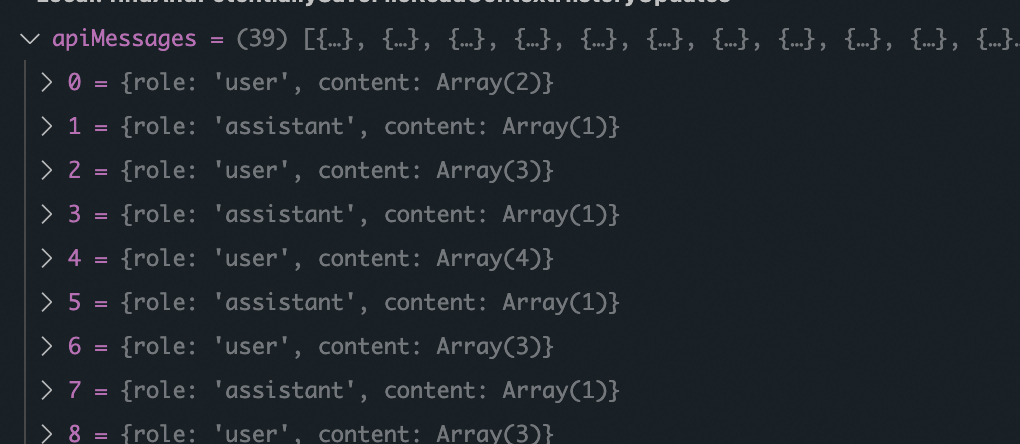 apiMessages = (39) [{…}, {…}, {…}, {…}, {…}, {…}, {…}, {…}, {…}, {…}, {…}…
0 = {role: 'user', content: Array(2)}
1 = {role: 'assistant', content: Array(1)}
2 = {role: 'user', content: Array(3)}
3 = {role: 'assistant', content: Array(1)}
4 = {role: 'user', content: Array(4)}
5 = {role: 'assistant', content: Array(1)}
6 = {role: 'user', content: Array(3)}
7 = {role: 'assistant', content: Array(1)}
8 = {role: 'user', content: Array(3)}